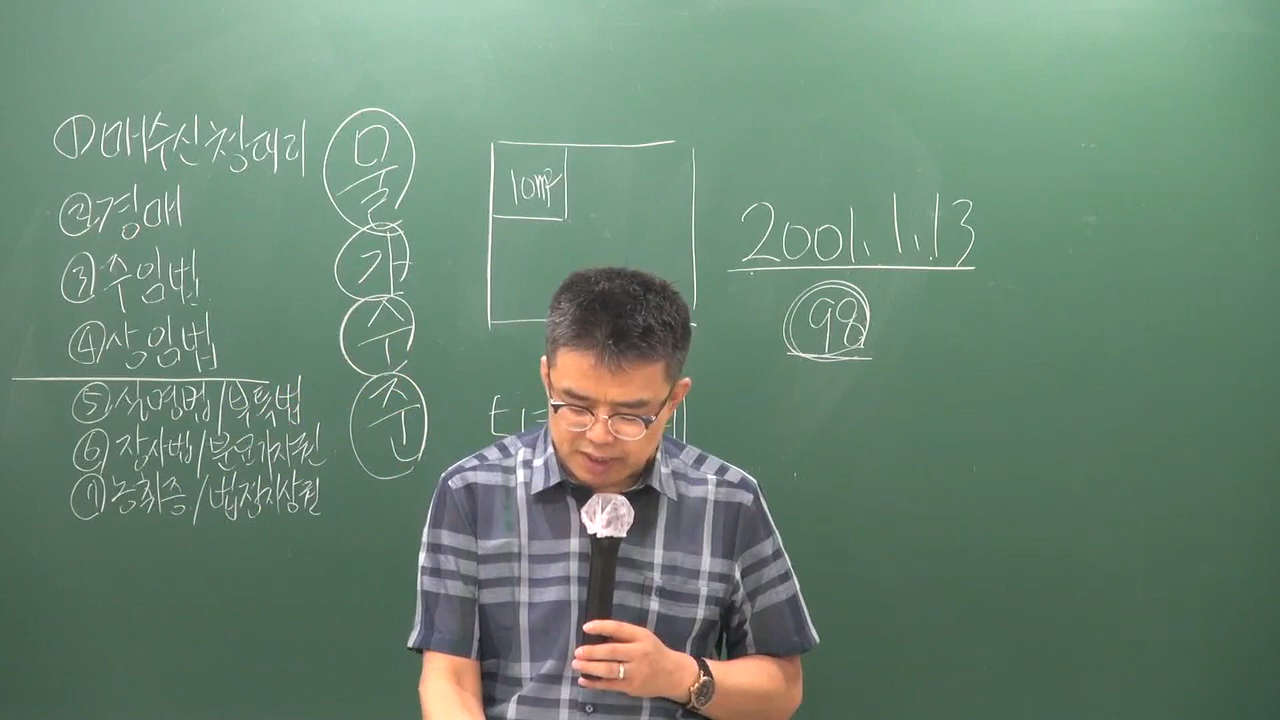 ①매수신청대리
②경매
③주임법
④상임법
⑤실명법/부특법
⑥장사법/분묘기지권
⑦농취증/법정지상권
물
개
수
준
10㎡
2001.1.13
98